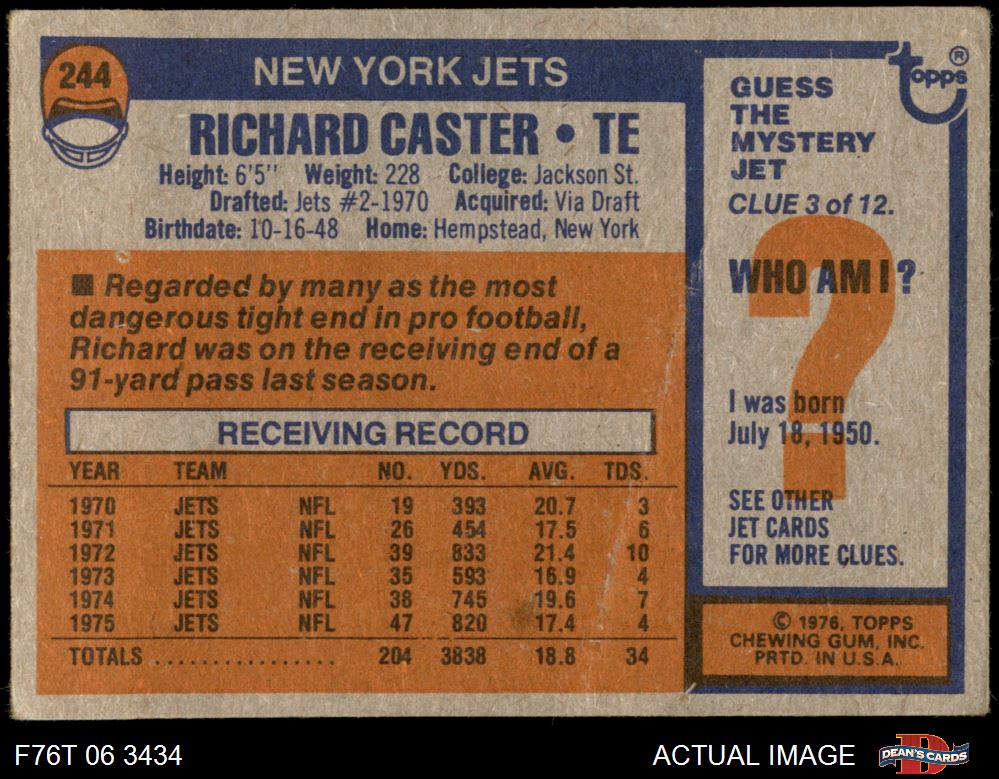 244
NEW YORK JETS
RICHARD CASTER • TE
Height: 6'5'' Weight: 228 College: Jackson St.
Drafted: Jets #2-1970 Acquired: Via Draft
Birthdate: 10-16-48 Home: Hempstead, New York
■ Regarded by many as the most
dangerous tight end in pro football,
Richard was on the receiving end of a
91-yard pass last season.
RECEIVING RECORD
YEAR TEAM NO. YDS. AVG. TDS.
1970 JETS NFL 19 393 20.7 3
1971 JETS NFL 26 454 17.5 6
1972 JETS NFL 39 833 21.4 10
1973 JETS NFL 35 593 16.9 4
1974 JETS NFL 38 745 19.6 7
1975 JETS NFL 47 820 17.4 4
TOTALS ................ 204 3838 18.8 34
Topps ®
GUESS
THE
MYSTERY
JET
CLUE 3 of 12.
?
WHO AM I?
I was born
July 18, 1950.
SEE OTHER
JET CARDS
FOR MORE CLUES.
© 1976, TOPPS
CHEWING GUM, INC.
PRTD. IN U.S.A.
F76T 06 3434
ACTUAL IMAGE
D
DEAN'S CARDS